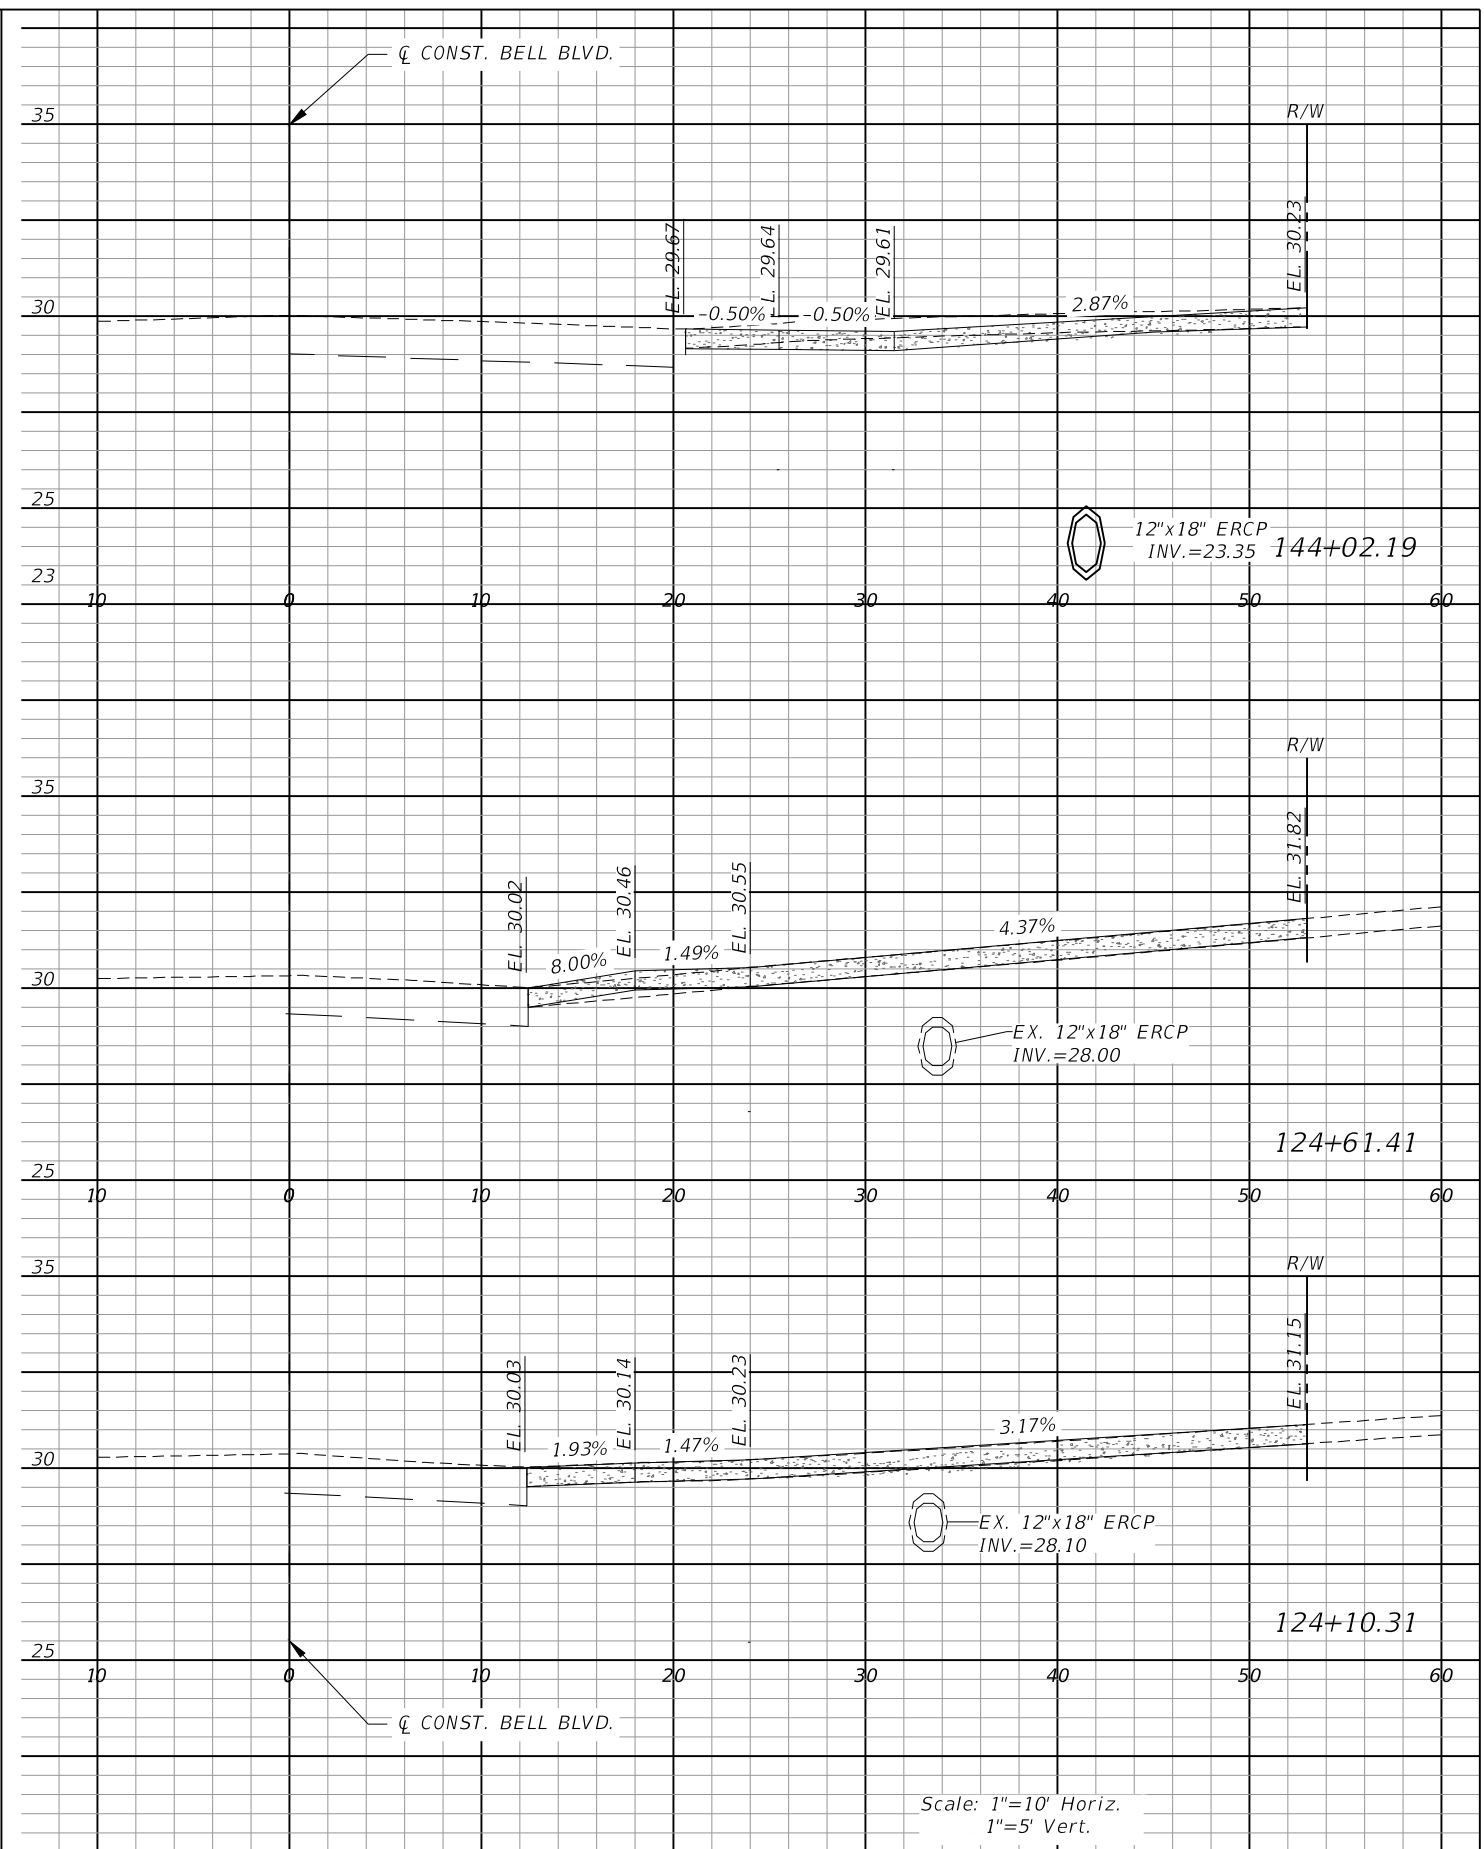 ℄ CONST. BELL BLVD.
35
R/W
EL. 29.67
L. 29.64
EL. 29.61
EL. 30.23
30
-0.50%
-0.50%
2.87%
25
12"x18" ERCP
INV.=23.35
144+02.19
23
10 0 10 20 30 40 50 60
R/W
35
EL. 30.02
EL. 30.46
EL. 30.55
EL. 31.82
8.00%
1.49%
4.37%
30
EX. 12"x18" ERCP
INV.=28.00
124+61.41
25
10 0 10 20 30 40 50 60
R/W
35
EL. 30.03
EL. 30.14
EL. 30.23
EL. 31.15
1.93%
1.47%
3.17%
30
EX. 12"x18" ERCP
INV.=28.10
124+10.31
25
10 0 10 20 30 40 50 60
℄ CONST. BELL BLVD.
Scale: 1"=10' Horiz.
1"=5' Vert.